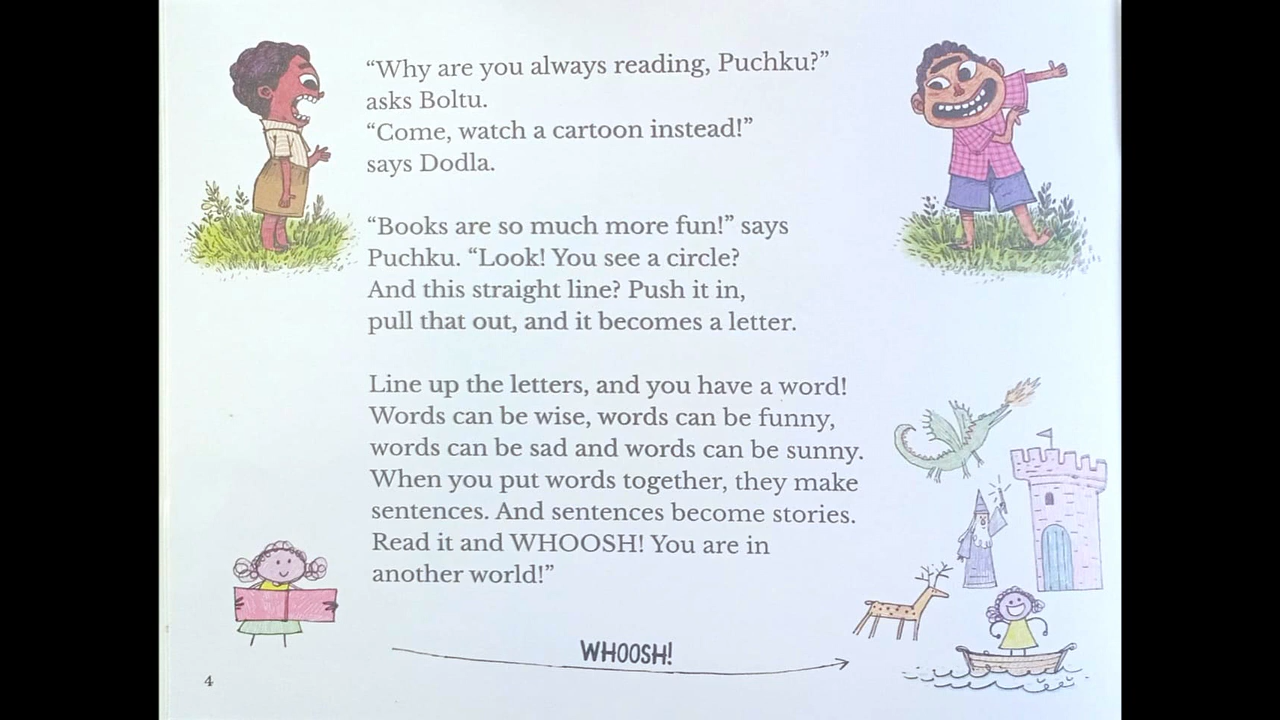 “Why are you always reading, Puchku?”
asks Boltu.
“Come, watch a cartoon instead!”
says Dodla.
“Books are so much more fun!” says
Puchku. “Look! You see a circle?
And this straight line? Push it in,
pull that out, and it becomes a letter.
Line up the letters, and you have a word!
Words can be wise, words can be funny,
words can be sad and words can be sunny.
When you put words together, they make
sentences. And sentences become stories.
Read it and WHOOSH! You are in
another world!”
WHOOSH!
4